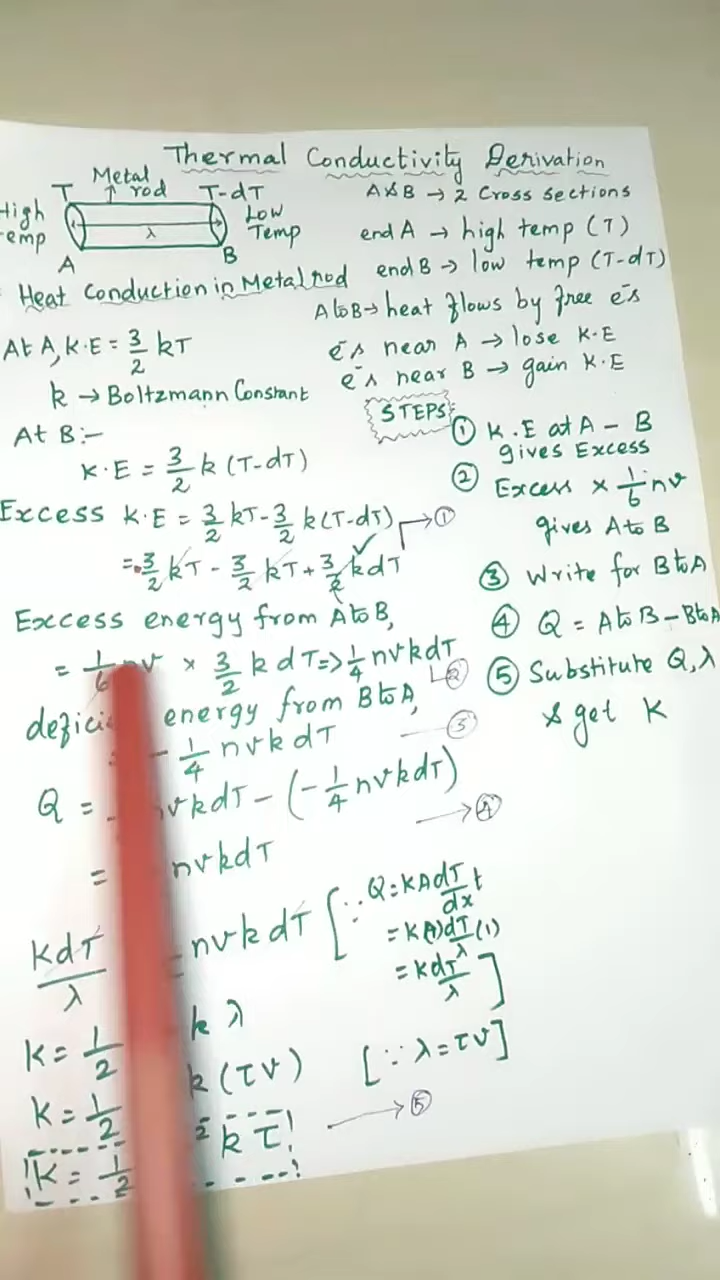 Thermal Conductivity Derivation
Metal rod
T T-dT
High Temp Low Temp
λ
A B
A & B → 2 Cross sections
end A → high temp (T)
end B → low temp (T-dT)
Heat Conduction in Metal rod
A to B → heat flows by free e⁻s
e⁻s near A → lose K.E
e⁻s near B → gain K.E
At A, K.E = 3/2 kT
k → Boltzmann Constant
At B:-
K.E = 3/2 k (T-dT)
Excess K.E = 3/2 kT - 3/2 k(T-dT)
= 3/2 kT - 3/2 kT + 3/2 kdT → ①
Excess energy from A to B,
= 1/6 nv × 3/2 k dT => 1/4 nvkdT ②
energy from B to A,
- 1/4 nvkdT ③
Q = vkdT - (-1/4 nvkdT) → ④
= nvkdT
KdT/λ = nvkdT [∵ Q = KA dT/dx t
= K(1) dT/λ (1)
= K dT/λ ]
K = 1/2 k λ
K = 1/2 k (τv) [∵ λ = τv]
K = 1/2 ² k τ → ⑤
STEPS
① K.E at A - B
gives Excess
② Excess × 1/6 nv
gives A to B
③ Write for B to A
④ Q = A to B - B to A
⑤ Substitute Q, λ
& get K